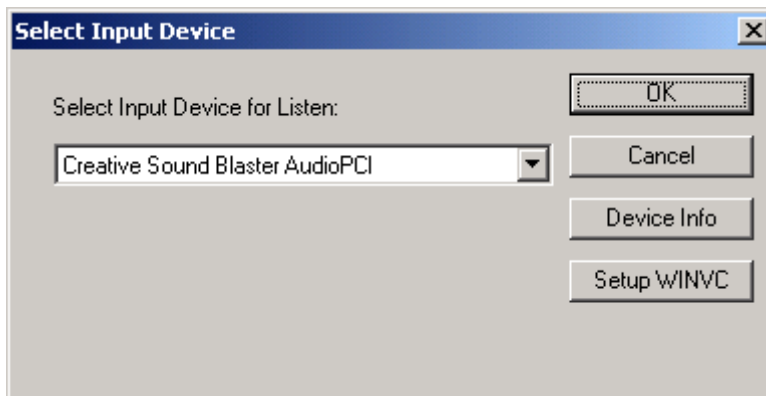 Select Input Device
OK
Select Input Device for Listen:
Cancel
Creative Sound Blaster AudioPCI
Device Info
Setup WINVC